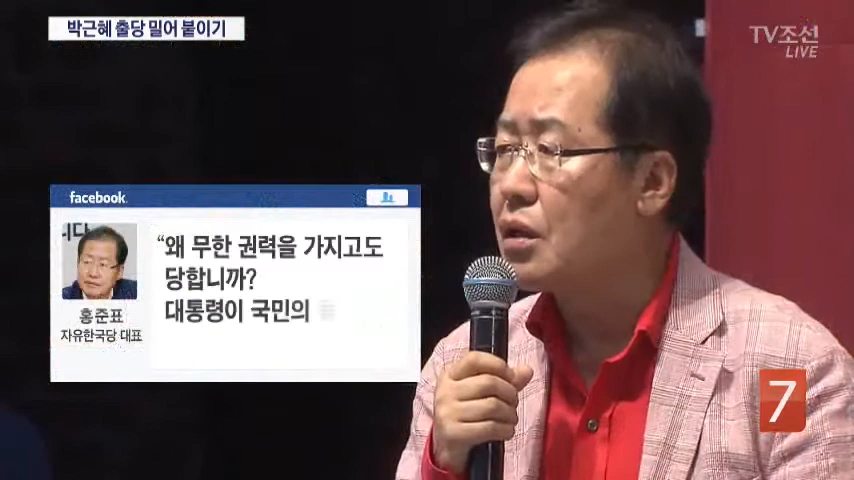 박근혜 출당 밀어 붙이기
TV조선
LIVE
facebook
니다
홍준표
자유한국당 대표
“왜 무한 권력을 가지고도
당합니까?
대통령이 국민의
7